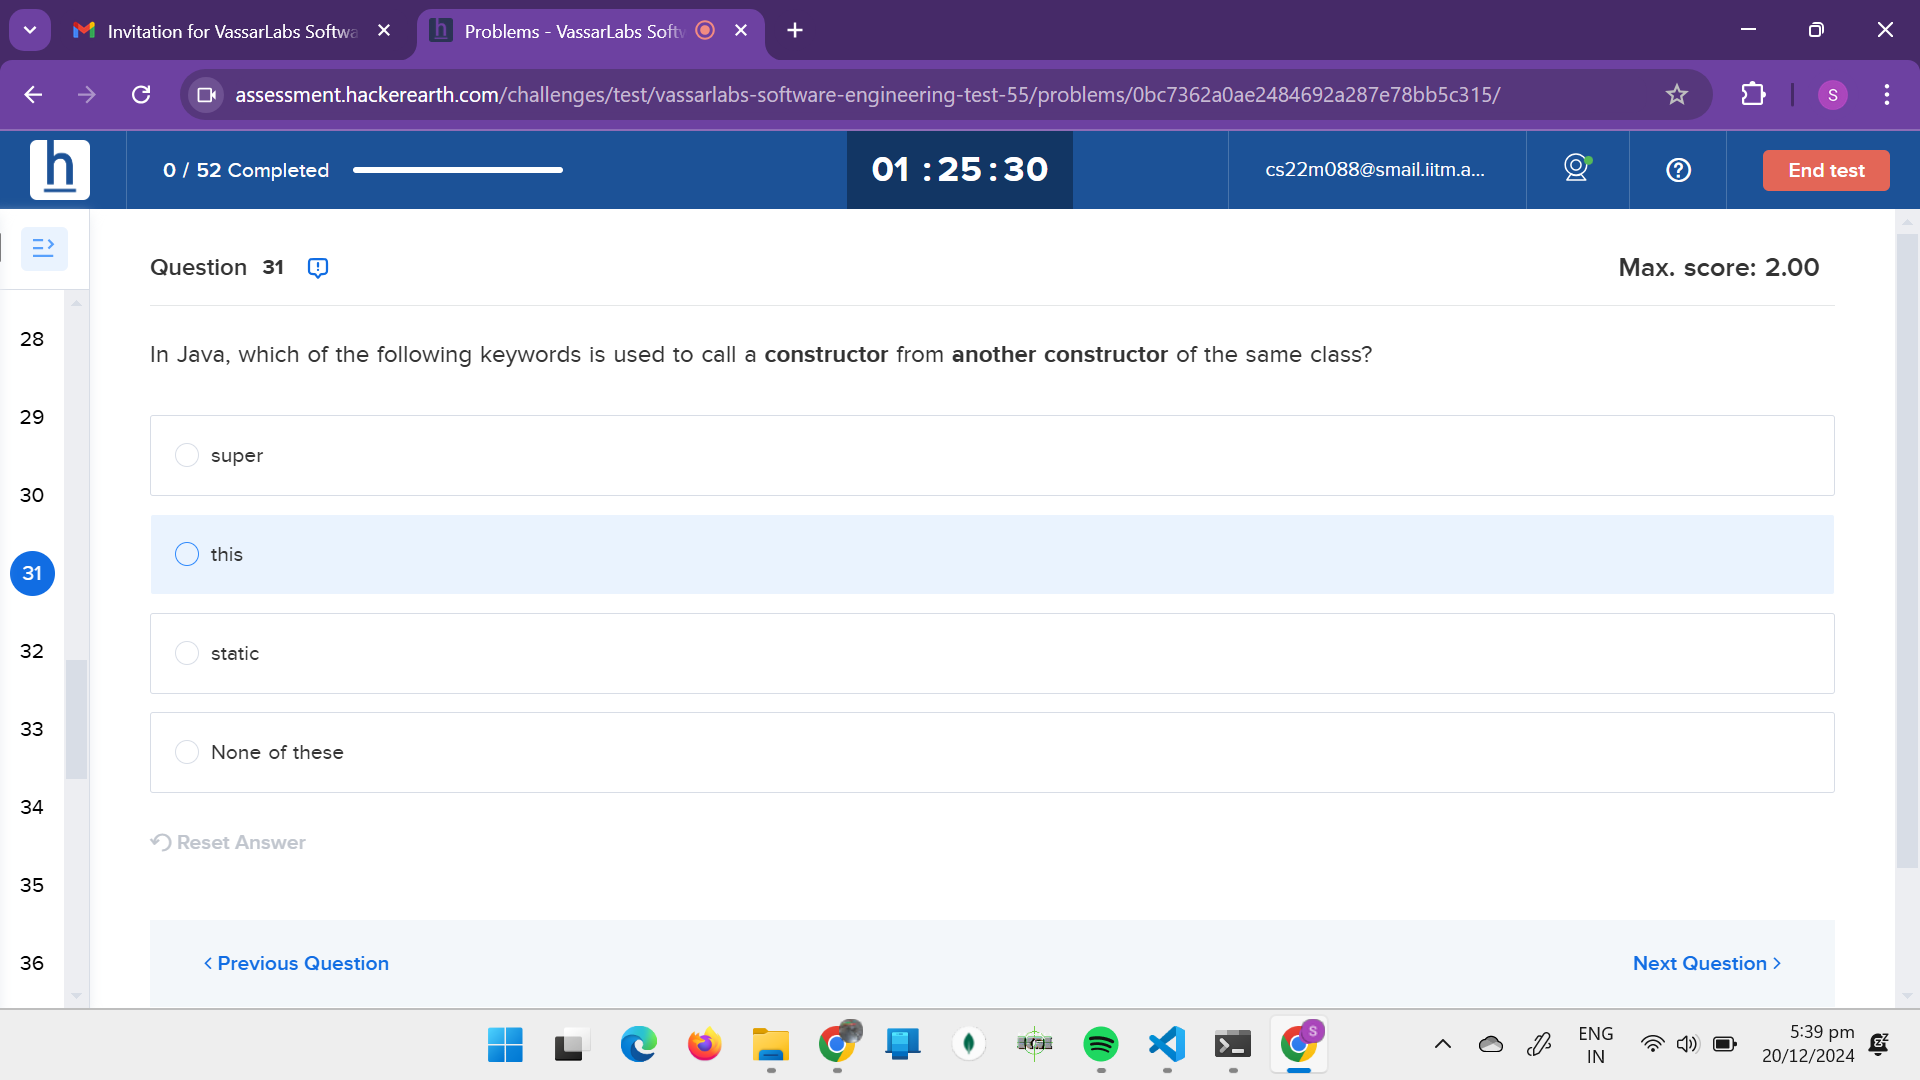 Invitation for VassarLabs Softwa
Problems - VassarLabs Softv
assessment.hackerearth.com/challenges/test/vassarlabs-software-engineering-test-55/problems/0bc7362a0ae2484692a287e78bb5c315/
S
h
0 / 52 Completed
01 : 25 : 30
cs22m088@smail.iitm.a...
End test
Question 31
Max. score: 2.00
In Java, which of the following keywords is used to call a constructor from another constructor of the same class?
super
this
static
None of these
Reset Answer
< Previous Question
Next Question >
28
29
30
31
32
33
34
35
36
S
ENG
IN
5:39 pm
20/12/2024